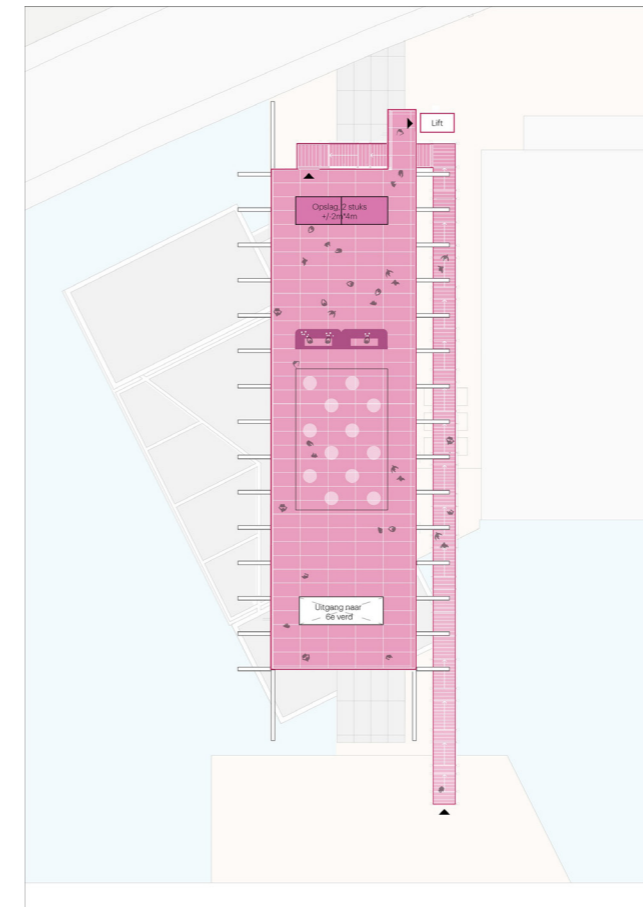 Lift
Opslag, 2 stuks
+/-2m*4m
Uitgang naar
6e verd